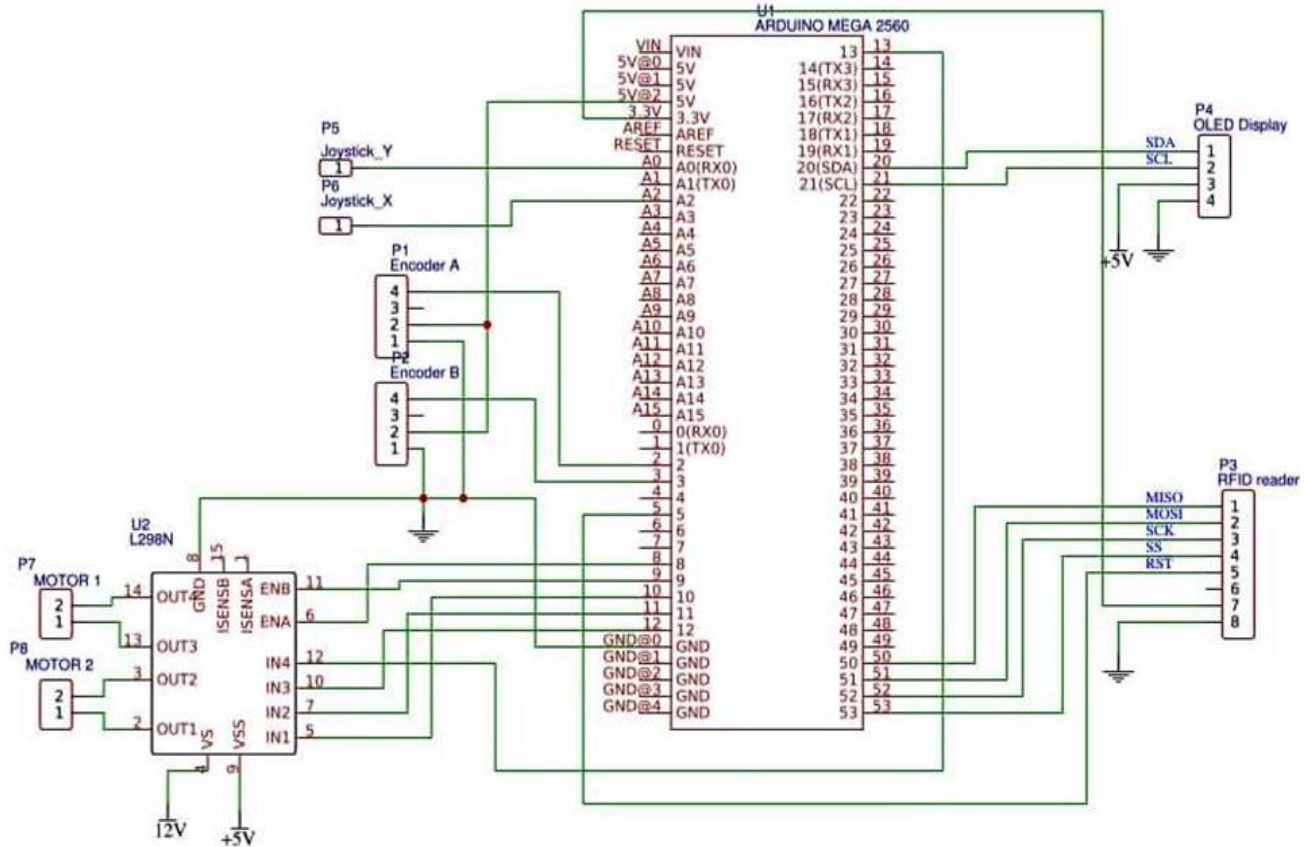 U1
ARDUINO MEGA 2560
VIN VIN 13 13
5V@0 5V 14(TX3) 14
5V@1 5V 15(RX3) 15
5V@2 5V 16(TX2) 16
3.3V 3.3V 17(RX2) 17
AREF AREF 18(TX1) 18
RESET RESET 19(RX1) 19
A0 A0(RX0) 20(SDA) 20
A1 A1(TX0) 21(SCL) 21
A2 A2 22 22
A3 A3 23 23
A4 A4 24 24
A5 A5 25 25
A6 A6 26 26
A7 A7 27 27
A8 A8 28 28
A9 A9 29 29
A10 A10 30 30
A11 A11 31 31
A12 A12 32 32
A13 A13 33 33
A14 A14 34 34
A15 A15 35 35
0 0(RX0) 36 36
1 1(TX0) 37 37
2 2 38 38
3 3 39 39
4 4 40 40
5 5 41 41
6 6 42 42
7 7 43 43
8 8 44 44
9 9 45 45
10 10 46 46
11 11 47 47
12 12 48 48
GND@0 GND 49 49
GND@1 GND 50 50
GND@2 GND 51 51
GND@3 GND 52 52
GND@4 GND 53 53
P5
Joystick_Y
1
P6
Joystick_X
1
P1
Encoder A
4
3
2
1
P2
Encoder B
4
3
2
1
P4
OLED Display
SDA 1
SCL 2
3
4
+5V
P3
RFID reader
MISO 1
MOSI 2
SCK 3
SS 4
RST 5
6
7
8
U2
L298N
8 15 1
GND ISENSB ISENSA
14 OUT4
13 OUT3
3 OUT2
2 OUT1
ENB 11
ENA 6
IN4 12
IN3 10
IN2 7
IN1 5
VS VSS
4 9
12V
+5V
P7
MOTOR 1
2
1
P8
MOTOR 2
2
1